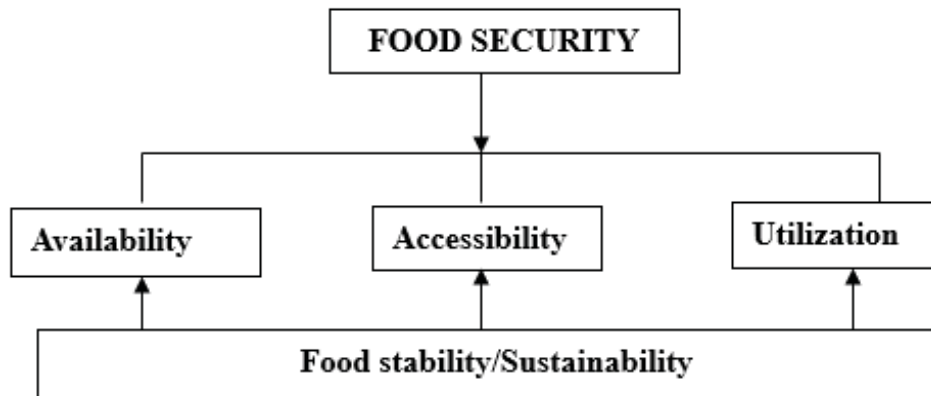 FOOD SECURITY
Availability
Accessibility
Utilization
Food stability/Sustainability